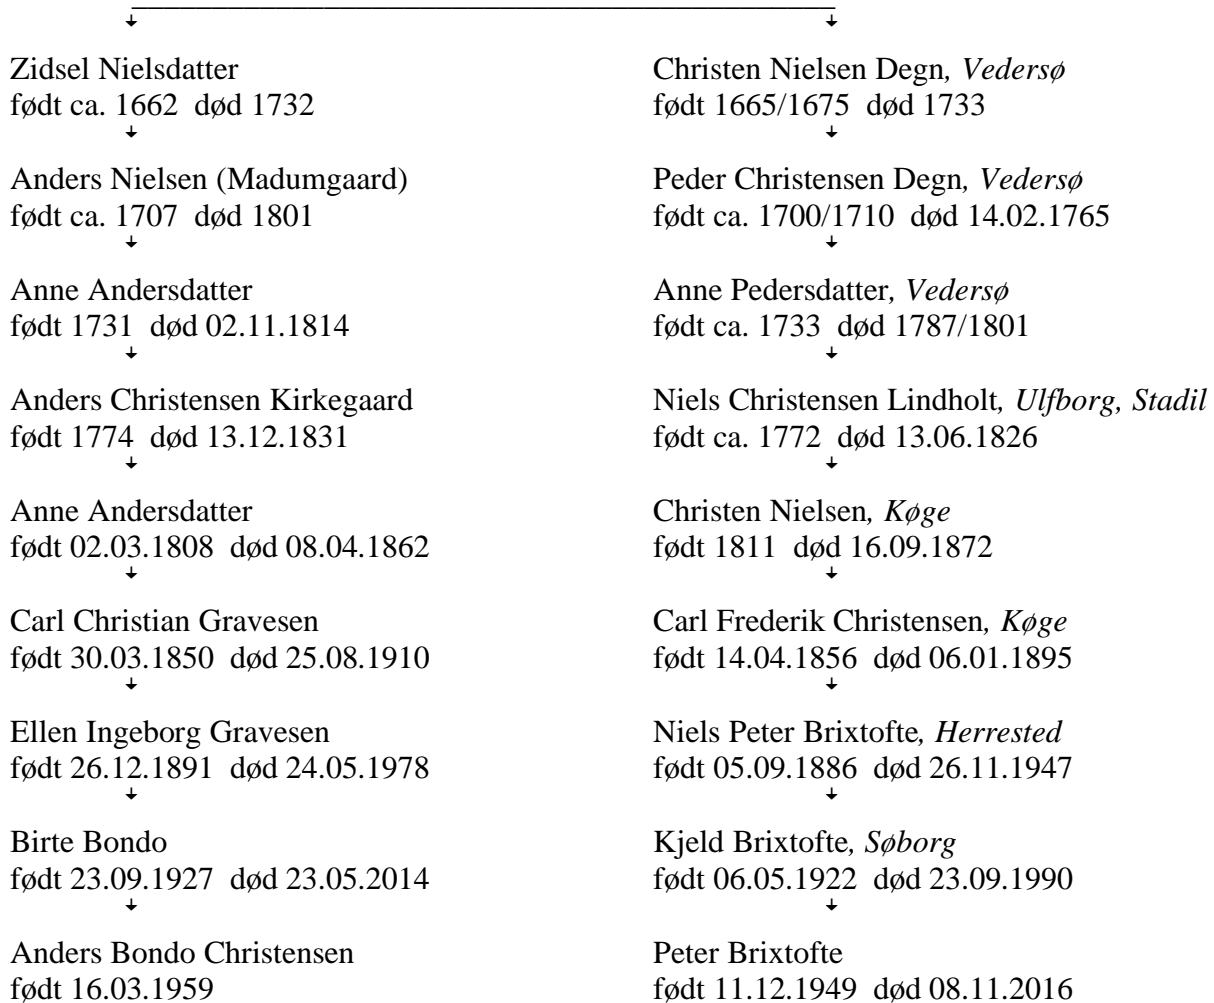 Zidsel Nielsdatter
født ca. 1662 død 1732
Christen Nielsen Degn, Vedersø
født 1665/1675 død 1733
Anders Nielsen (Madumgaard)
født ca. 1707 død 1801
Peder Christensen Degn, Vedersø
født ca. 1700/1710 død 14.02.1765
Anne Andersdatter
født 1731 død 02.11.1814
Anne Pedersdatter, Vedersø
født ca. 1733 død 1787/1801
Anders Christensen Kirkegaard
født 1774 død 13.12.1831
Niels Christensen Lindholt, Ulfborg, Stadil
født ca. 1772 død 13.06.1826
Anne Andersdatter
født 02.03.1808 død 08.04.1862
Christen Nielsen, Køge
født 1811 død 16.09.1872
Carl Christian Gravesen
født 30.03.1850 død 25.08.1910
Carl Frederik Christensen, Køge
født 14.04.1856 død 06.01.1895
Ellen Ingeborg Gravesen
født 26.12.1891 død 24.05.1978
Niels Peter Brixtofte, Herrested
født 05.09.1886 død 26.11.1947
Birte Bondo
født 23.09.1927 død 23.05.2014
Kjeld Brixtofte, Søborg
født 06.05.1922 død 23.09.1990
Anders Bondo Christensen
født 16.03.1959
Peter Brixtofte
født 11.12.1949 død 08.11.2016